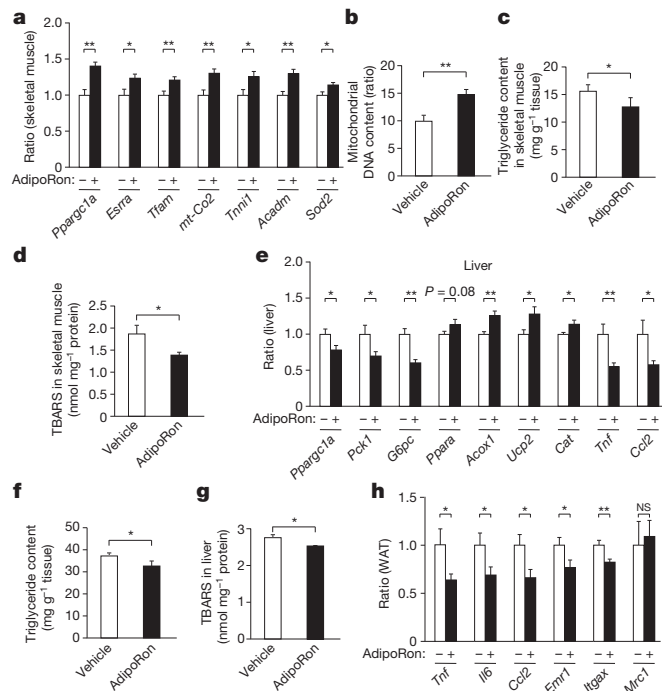 a
Ratio (skeletal muscle)
2.0
1.5
1.0
0.5
0
** * ** ** * ** *
AdipoRon: – + – + – + – + – + – + – +
Ppargc1a Esrra Tfam mt-Co2 Tnni1 Acadm Sod2
b
Mitochondrial
DNA content (ratio)
20
15
10
5
0
**
Vehicle
AdipoRon
c
Triglyceride content
in skeletal muscle
(mg g⁻¹ tissue)
20
15
10
5
0
*
Vehicle
AdipoRon
d
TBARS in skeletal muscle
(nmol mg⁻¹ protein)
2.5
2.0
1.5
1.0
0.5
0
*
Vehicle
AdipoRon
e
Liver
Ratio (liver)
2.0
1.5
1.0
0.5
0
P = 0.08
* * ** ** * * ** *
AdipoRon: – + – + – + – + – + – + – + – + – +
Ppargc1a Pck1 G6pc Ppara Acox1 Ucp2 Cat Tnf Ccl2
f
Triglyceride content
(mg g⁻¹ tissue)
50
40
30
20
10
0
*
Vehicle
AdipoRon
g
TBARS in liver
(nmol mg⁻¹ protein)
3
2
1
0
*
Vehicle
AdipoRon
h
Ratio (WAT)
1.5
1.0
0.5
0
* * * * ** NS
AdipoRon: – + – + – + – + – + – +
Tnf Il6 Ccl2 Emr1 Itgax Mrc1